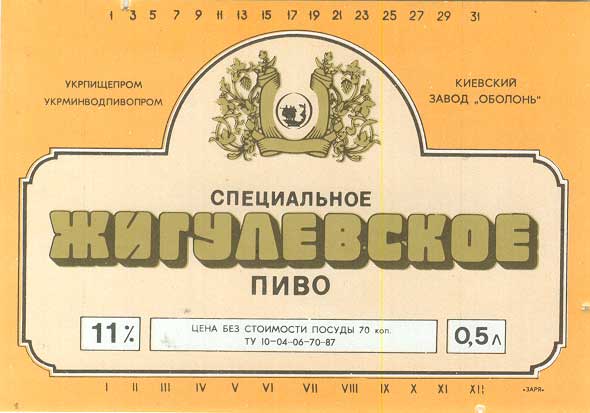 1 3 5 7 9 11 13 15 17 19 21 23 25 27 29 31
УКРПИЩЕПРОМ
УКРМИНВОДПИВОПРОМ
КИЕВСКИЙ
ЗАВОД „ОБОЛОНЬ"
СПЕЦИАЛЬНОЕ
ЖИГУЛЕВСКОЕ
ПИВО
11%
ЦЕНА БЕЗ СТОИМОСТИ ПОСУДЫ 70 коп.
ТУ 10-04-06-70-87
0,5 л
I II III IV V VI VII VIII IX X XI XII
«ЗАРЯ»